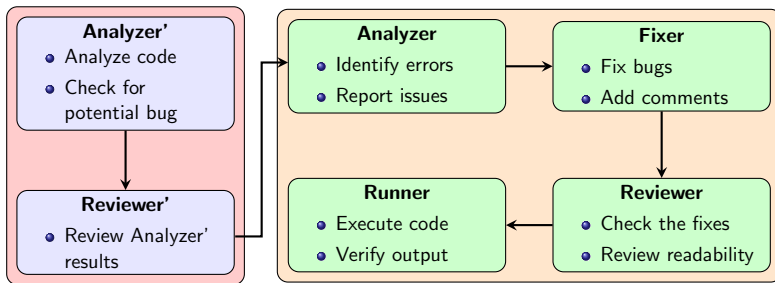 Analyzer'
Analyze code
Check for
potential bug
Reviewer'
Review Analyzer'
results
Analyzer
Identify errors
Report issues
Fixer
Fix bugs
Add comments
Runner
Execute code
Verify output
Reviewer
Check the fixes
Review readability